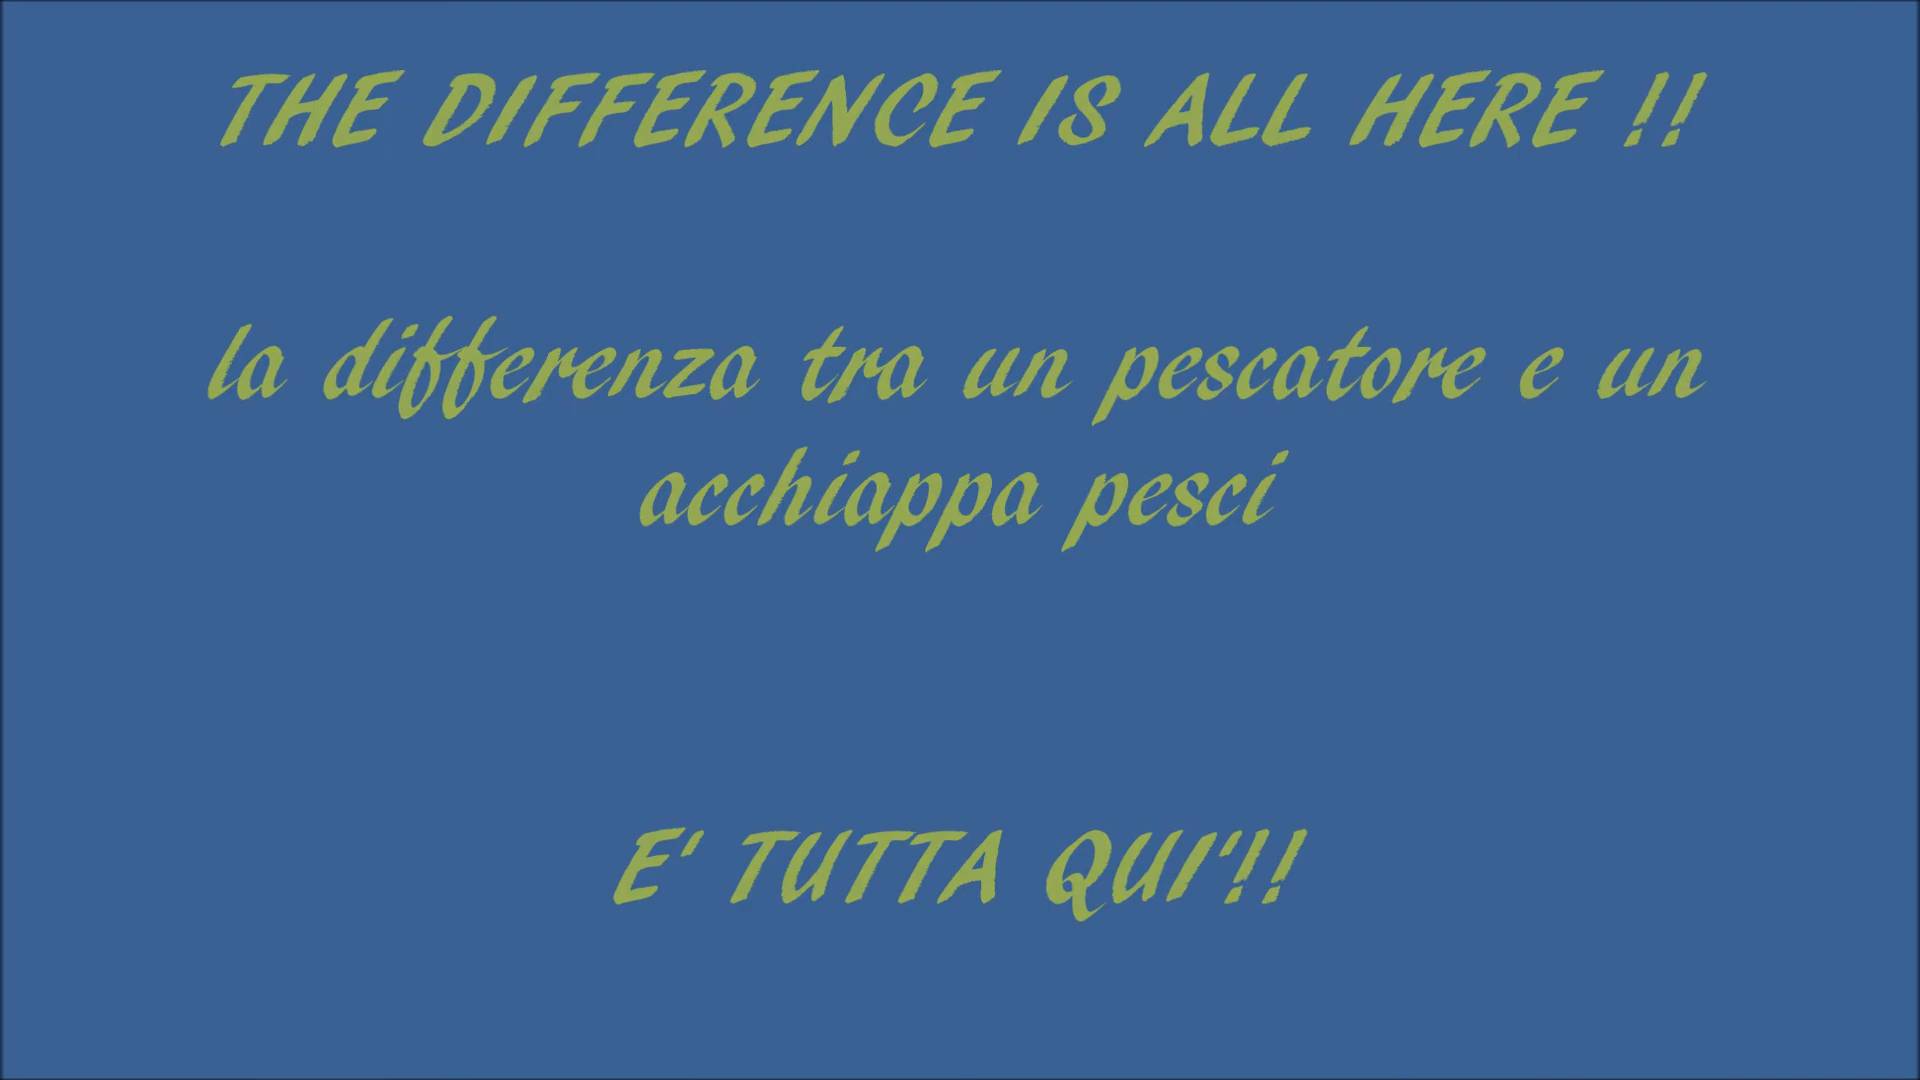 THE DIFFERENCE IS ALL HERE !!
la differenza tra un pescatore e un
acchiappa pesci
E' TUTTA QUI'!!